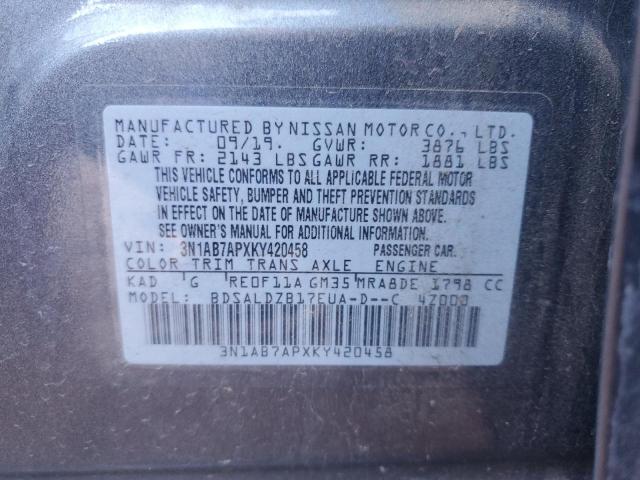 MANUFACTURED BY NISSAN MOTOR CO., LTD.
DATE: 09/19. GVWR: 3876 LBS
GAWR FR: 2143 LBS GAWR RR: 1881 LBS
THIS VEHICLE CONFORMS TO ALL APPLICABLE FEDERAL MOTOR
VEHICLE SAFETY, BUMPER AND THEFT PREVENTION STANDARDS
IN EFFECT ON THE DATE OF MANUFACTURE SHOWN ABOVE.
SEE OWNER'S MANUAL FOR ADDITIONAL INFORMATION.
VIN: 3N1AB7APXKY420458 PASSENGER CAR.
COLOR TRIM TRANS AXLE ENGINE
KAD G RE0F11A GM35 MRA8DE 1798 CC
MODEL: BDSALDZB17EUA-D--C 4Z000
3N1AB7APXKY420458